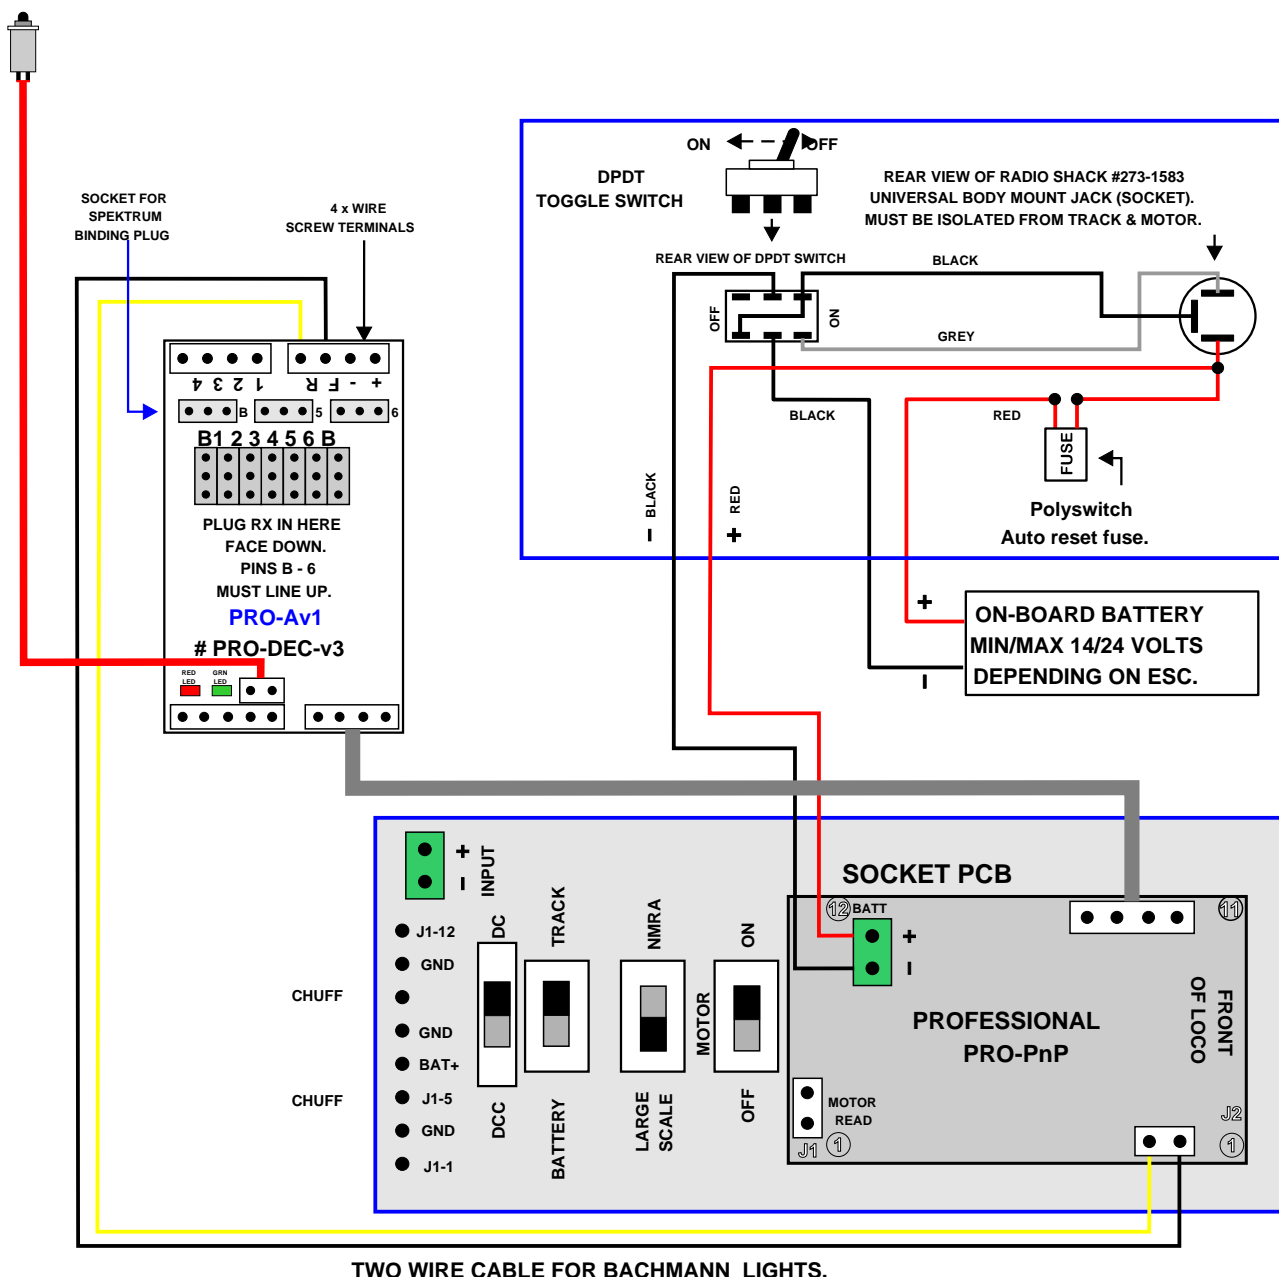 ON
OFF
DPDT
TOGGLE SWITCH
REAR VIEW OF RADIO SHACK #273-1583
UNIVERSAL BODY MOUNT JACK (SOCKET).
MUST BE ISOLATED FROM TRACK & MOTOR.
SOCKET FOR
SPEKTRUM
BINDING PLUG
4 x WIRE
SCREW TERMINALS
REAR VIEW OF DPDT SWITCH
BLACK
OFF
ON
GREY
4 3 2 1
R F - +
B
5
6
B1 2 3 4 5 6 B
BLACK
RED
FUSE
PLUG RX IN HERE
FACE DOWN.
PINS B - 6
MUST LINE UP.
PRO-Av1
# PRO-DEC-v3
RED
LED
GRN
LED
− BLACK
+ RED
Polyswitch
Auto reset fuse.
+
−
ON-BOARD BATTERY
MIN/MAX 14/24 VOLTS
DEPENDING ON ESC.
+
−
INPUT
SOCKET PCB
12
BATT
11
+
−
J1-12
GND
CHUFF
GND
BAT+
CHUFF
J1-5
GND
J1-1
DC
DCC
TRACK
BATTERY
NMRA
LARGE
SCALE
MOTOR
ON
OFF
PROFESSIONAL
PRO-PnP
FRONT
OF LOCO
MOTOR
READ
J1
1
J2
1
TWO WIRE CABLE FOR BACHMANN LIGHTS.